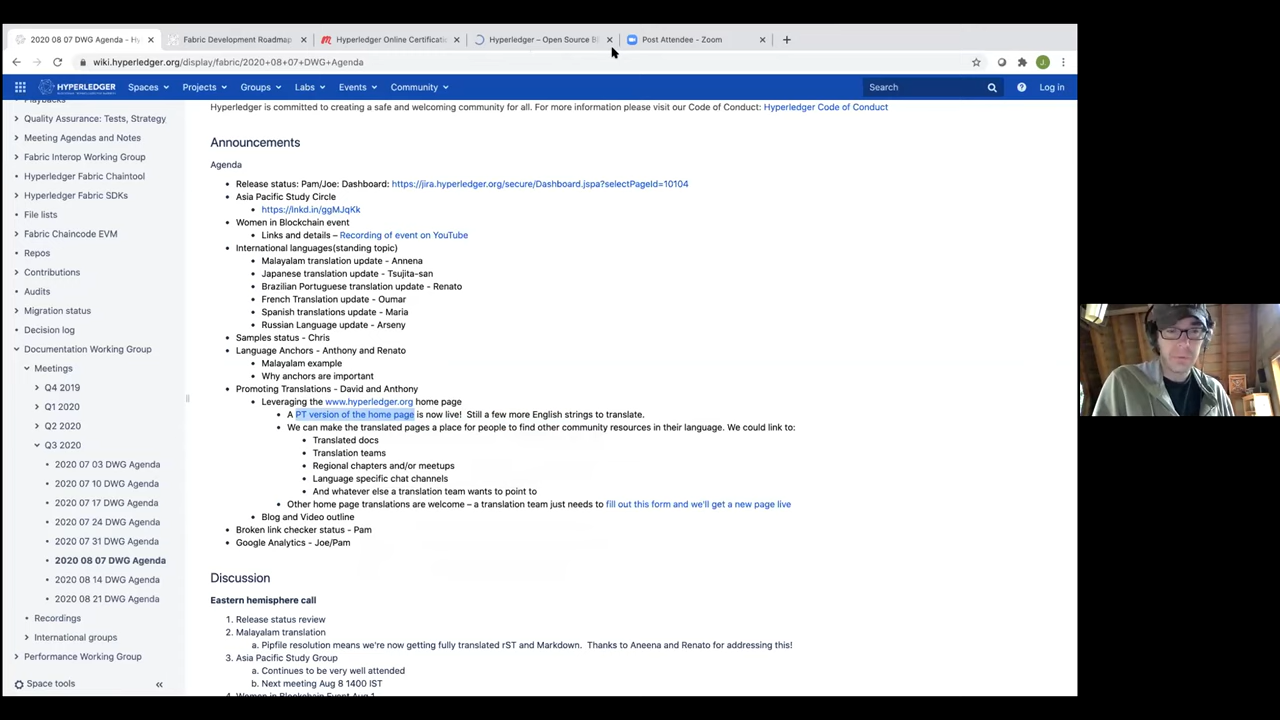 2020 08 07 DWG Agenda - Hy
Fabric Development Roadmap
Hyperledger Online Certificatio
Hyperledger – Open Source Bl
Post Attendee - Zoom
wiki.hyperledger.org/display/fabric/2020+08+07+DWG+Agenda
J
HYPERLEDGER
Spaces
Projects
Groups
Labs
Events
Community
Search
Log in
Playbacks
Quality Assurance: Tests, Strategy
Meeting Agendas and Notes
Fabric Interop Working Group
Hyperledger Fabric Chaintool
Hyperledger Fabric SDKs
File lists
Fabric Chaincode EVM
Repos
Contributions
Audits
Migration status
Decision log
Documentation Working Group
Meetings
Q4 2019
Q1 2020
Q2 2020
Q3 2020
2020 07 03 DWG Agenda
2020 07 10 DWG Agenda
2020 07 17 DWG Agenda
2020 07 24 DWG Agenda
2020 07 31 DWG Agenda
2020 08 07 DWG Agenda
2020 08 14 DWG Agenda
2020 08 21 DWG Agenda
Recordings
International groups
Performance Working Group
Space tools
Hyperledger is committed to creating a safe and welcoming community for all. For more information please visit our Code of Conduct: Hyperledger Code of Conduct
Announcements
Agenda
• Release status: Pam/Joe: Dashboard: https://jira.hyperledger.org/secure/Dashboard.jspa?selectPageId=10104
• Asia Pacific Study Circle
• https://lnkd.in/ggMJqKk
• Women in Blockchain event
• Links and details – Recording of event on YouTube
• International languages(standing topic)
• Malayalam translation update - Annena
• Japanese translation update - Tsujita-san
• Brazilian Portuguese translation update - Renato
• French Translation update - Oumar
• Spanish translations update - Maria
• Russian Language update - Arseny
• Samples status - Chris
• Language Anchors - Anthony and Renato
• Malayalam example
• Why anchors are important
• Promoting Translations - David and Anthony
• Leveraging the www.hyperledger.org home page
• A PT version of the home page is now live! Still a few more English strings to translate.
• We can make the translated pages a place for people to find other community resources in their language. We could link to:
• Translated docs
• Translation teams
• Regional chapters and/or meetups
• Language specific chat channels
• And whatever else a translation team wants to point to
• Other home page translations are welcome – a translation team just needs to fill out this form and we'll get a new page live
• Blog and Video outline
• Broken link checker status - Pam
• Google Analytics - Joe/Pam
Discussion
Eastern hemisphere call
1. Release status review
2. Malayalam translation
a. Pipfile resolution means we're now getting fully translated rST and Markdown. Thanks to Aneena and Renato for addressing this!
3. Asia Pacific Study Group
a. Continues to be very well attended
b. Next meeting Aug 8 1400 IST
4. Women in Blockchain Event Aug 1